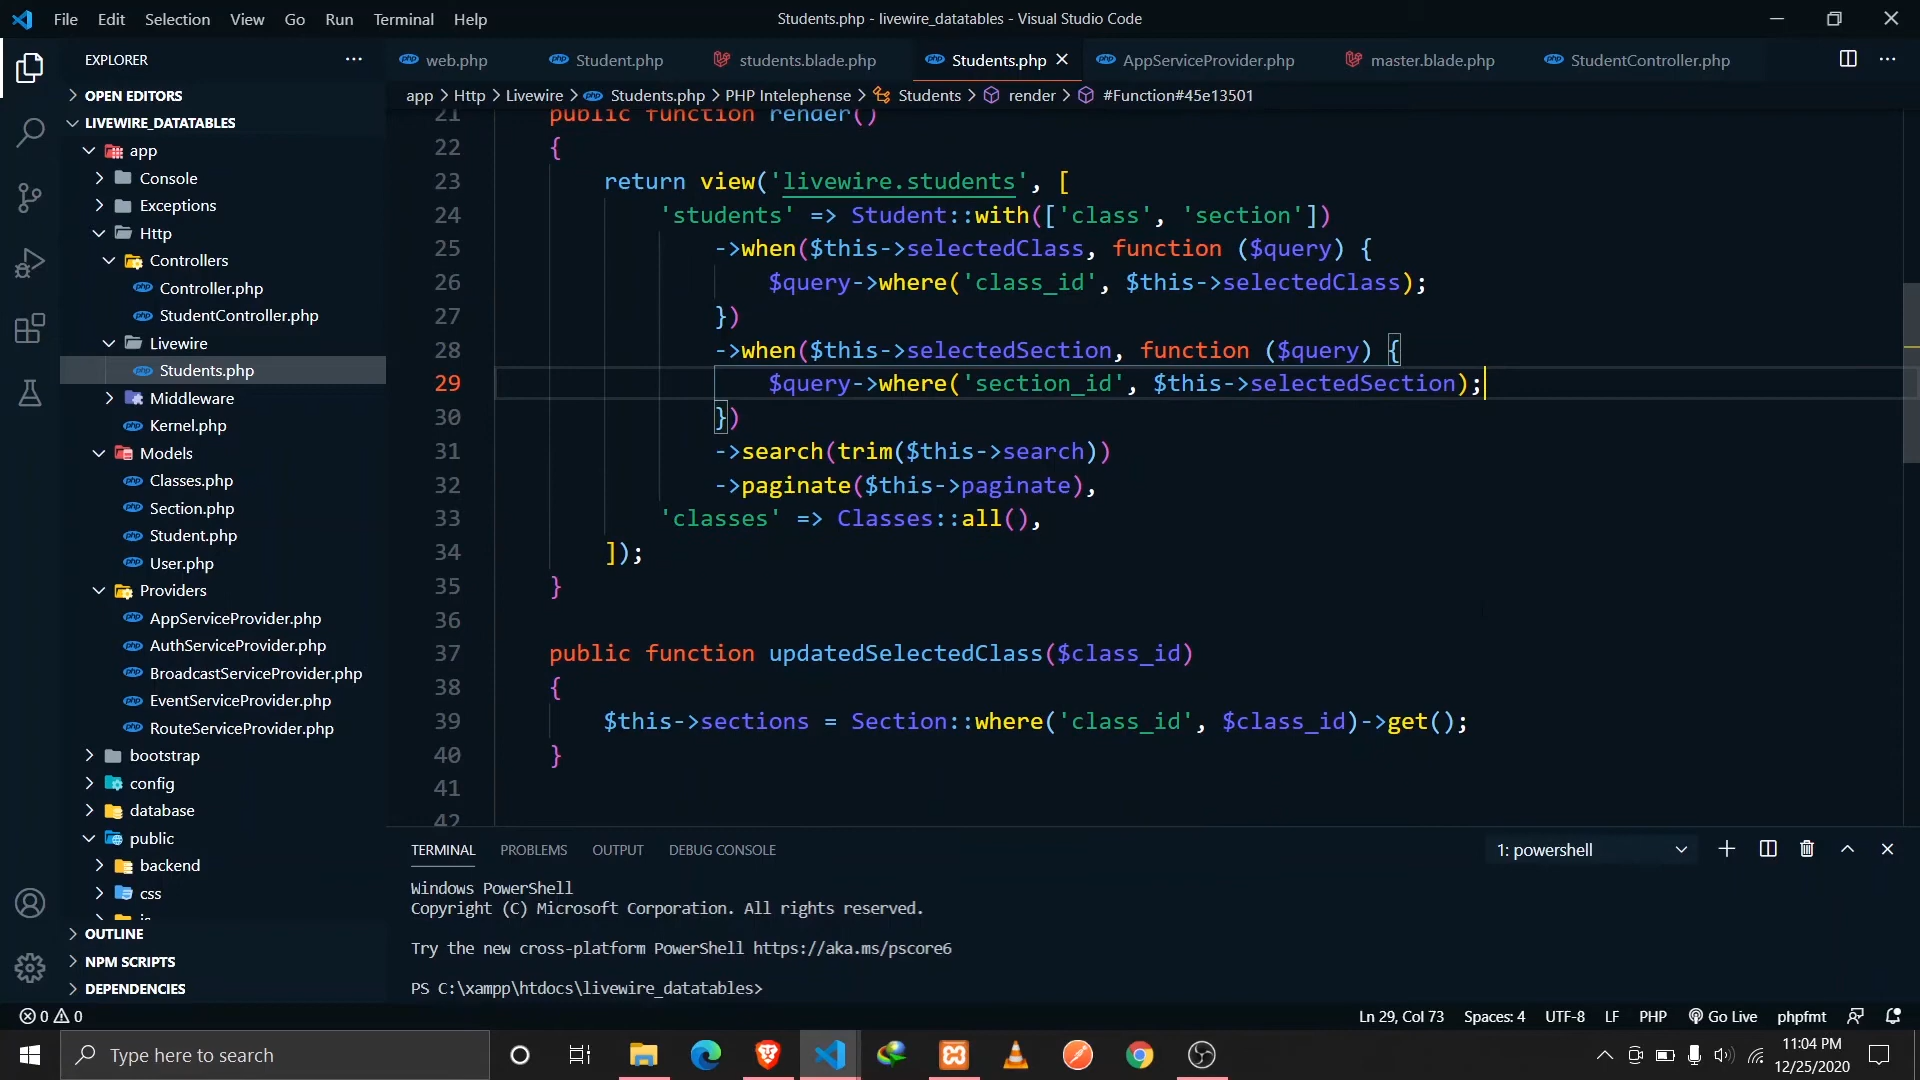 File Edit Selection View Go Run Terminal Help
Students.php - livewire_datatables - Visual Studio Code
EXPLORER
web.php
Student.php
students.blade.php
Students.php
AppServiceProvider.php
master.blade.php
StudentController.php
app > Http > Livewire > Students.php > PHP Intelephense > Students > render > #Function#45e13501
OPEN EDITORS
LIVEWIRE_DATATABLES
app
Console
Exceptions
Http
Controllers
Controller.php
StudentController.php
Livewire
Students.php
Middleware
Kernel.php
Models
Classes.php
Section.php
Student.php
User.php
Providers
AppServiceProvider.php
AuthServiceProvider.php
BroadcastServiceProvider.php
EventServiceProvider.php
RouteServiceProvider.php
bootstrap
config
database
public
backend
css
js
OUTLINE
NPM SCRIPTS
DEPENDENCIES
21 public function render()
22 {
23 return view('livewire.students', [
24 'students' => Student::with(['class', 'section'])
25 ->when($this->selectedClass, function ($query) {
26 $query->where('class_id', $this->selectedClass);
27 })
28 ->when($this->selectedSection, function ($query) {
29 $query->where('section_id', $this->selectedSection);
30 })
31 ->search(trim($this->search))
32 ->paginate($this->paginate),
33 'classes' => Classes::all(),
34 ]);
35 }
36
37 public function updatedSelectedClass($class_id)
38 {
39 $this->sections = Section::where('class_id', $class_id)->get();
40 }
41
42
TERMINAL PROBLEMS OUTPUT DEBUG CONSOLE
1: powershell
Windows PowerShell
Copyright (C) Microsoft Corporation. All rights reserved.
Try the new cross-platform PowerShell https://aka.ms/pscore6
PS C:\xampp\htdocs\livewire_datatables>
0 0
Ln 29, Col 73 Spaces: 4 UTF-8 LF PHP Go Live phpfmt
Type here to search
11:04 PM
12/25/2020